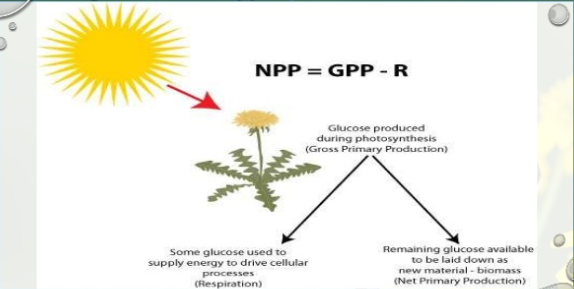 NPP = GPP - R
Glucose produced
during photosynthesis
(Gross Primary Production)
Some glucose used to
supply energy to drive cellular
processes
(Respiration)
Remaining glucose available
to be laid down as
new material - biomass
(Net Primary Production)